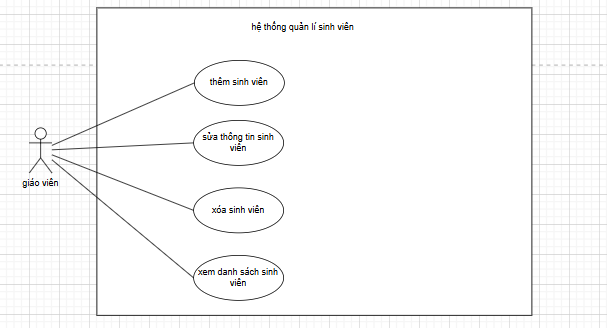 hệ thống quản lí sinh viên
thêm sinh viên
sửa thông tin sinh
viên
giáo viên
xóa sinh viên
xem danh sách sinh
viên